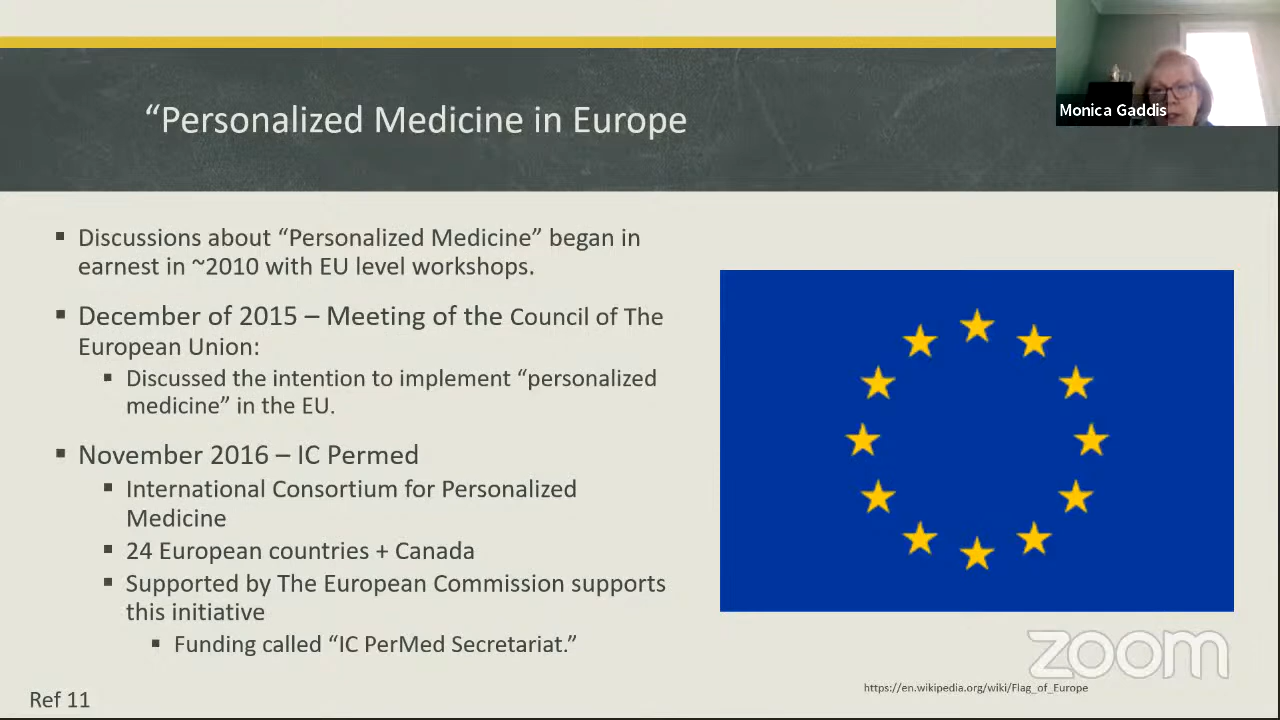 “Personalized Medicine in Europe
Monica Gaddis
▪ Discussions about “Personalized Medicine” began in
earnest in ~2010 with EU level workshops.
▪ December of 2015 – Meeting of the Council of The
European Union:
▪ Discussed the intention to implement “personalized
medicine” in the EU.
▪ November 2016 – IC Permed
▪ International Consortium for Personalized
Medicine
▪ 24 European countries + Canada
▪ Supported by The European Commission supports
this initiative
▪ Funding called “IC PerMed Secretariat.”
zoom
https://en.wikipedia.org/wiki/Flag_of_Europe
Ref 11